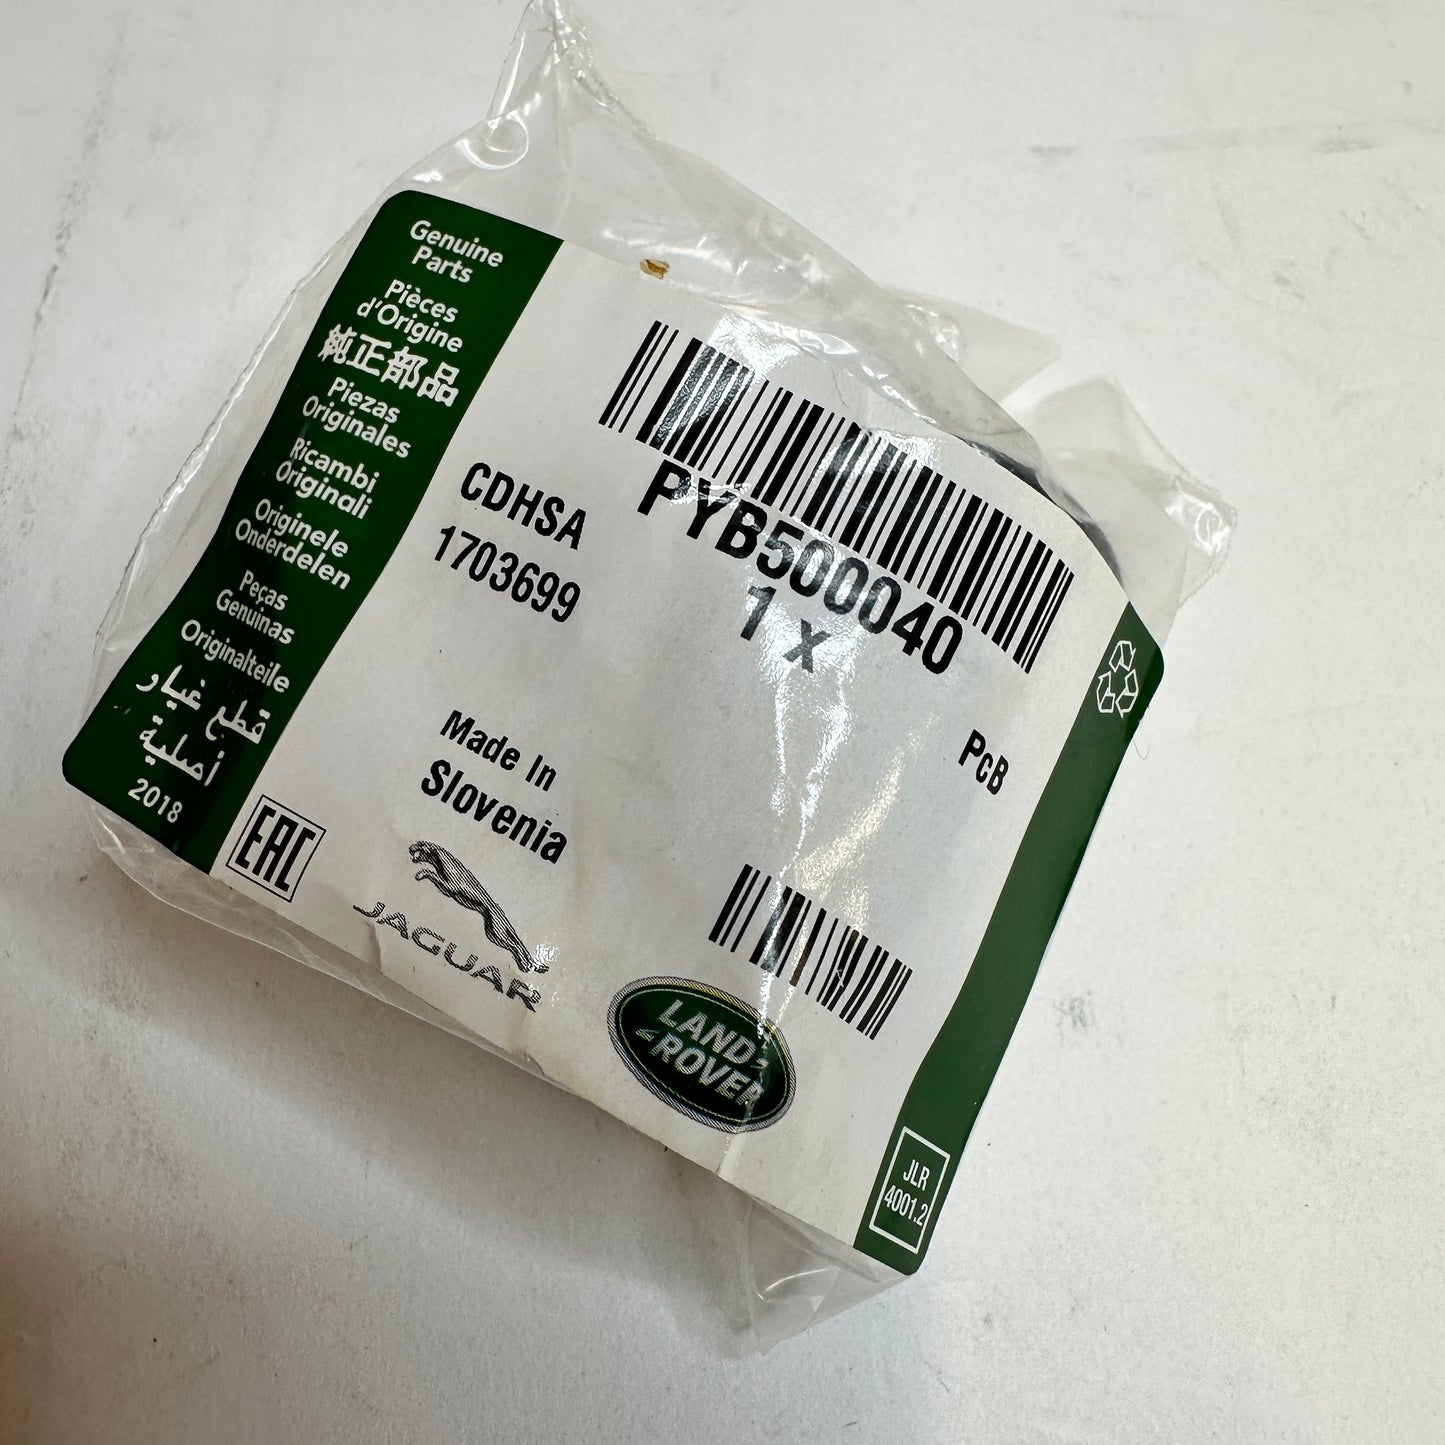 Genuine
Parts
Pièces
d'Origine
純正部品
Piezas
Originales
Ricambi
Originali
Originele
Onderdelen
Peças
Genuinas
Originalteile
قطع غيار
أصلية
2018
EAC
CDHSA
1703699
PYB500040
1 x
Made In
Slovenia
PcB
JAGUAR
LAND
ROVER
JLR
4001.2